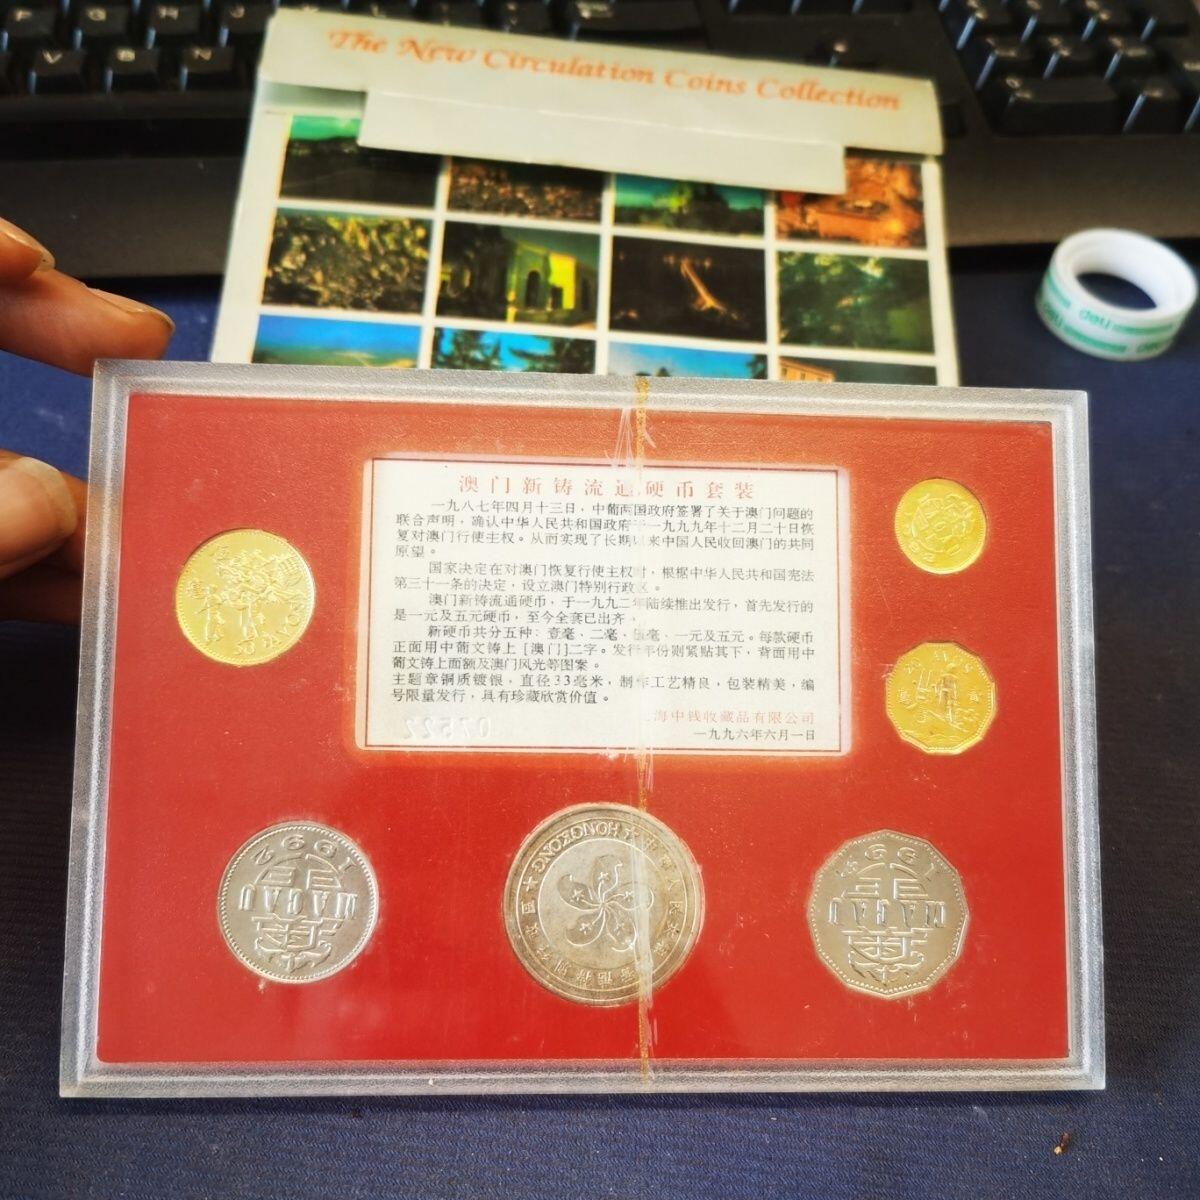 The New Circulation Coins Collection
deli
澳门新铸流通硬币套装
一九八七年四月十三日，中葡两国政府签署了关于澳门问题的
联合声明，确认中华人民共和国政府于一九九九年十二月二十日恢
复对澳门行使主权。从而实现了长期以来中国人民收回澳门的共同
原望。
国家决定在对澳门恢复行使主权时，根据中华人民共和国宪法
第三十一条的决定，设立澳门特别行政区。
澳门新铸流通硬币，于一九九二年陆续推出发行，首先发行的
是一元及五元硬币，至今全套已出齐。
新硬币共分五种：壹毫、二毫、伍毫、一元及五元。每款硬币
正面用中葡文铸上[澳门]二字。发行年份则紧贴其下，背面用中
葡文铸上面额及澳门风光等图案。
主题章铜质镀银，直径33毫米，制作工艺精良，包装精美，编
号限量发行，具有珍藏欣赏价值。
海中钱收藏品有限公司
一九九六年六月一日
07522
伍
毫
50 AVOS
20 AVOS
貳
毫
1992
MACAU
澳門
HONGKONG
1992
MACAU
澳門